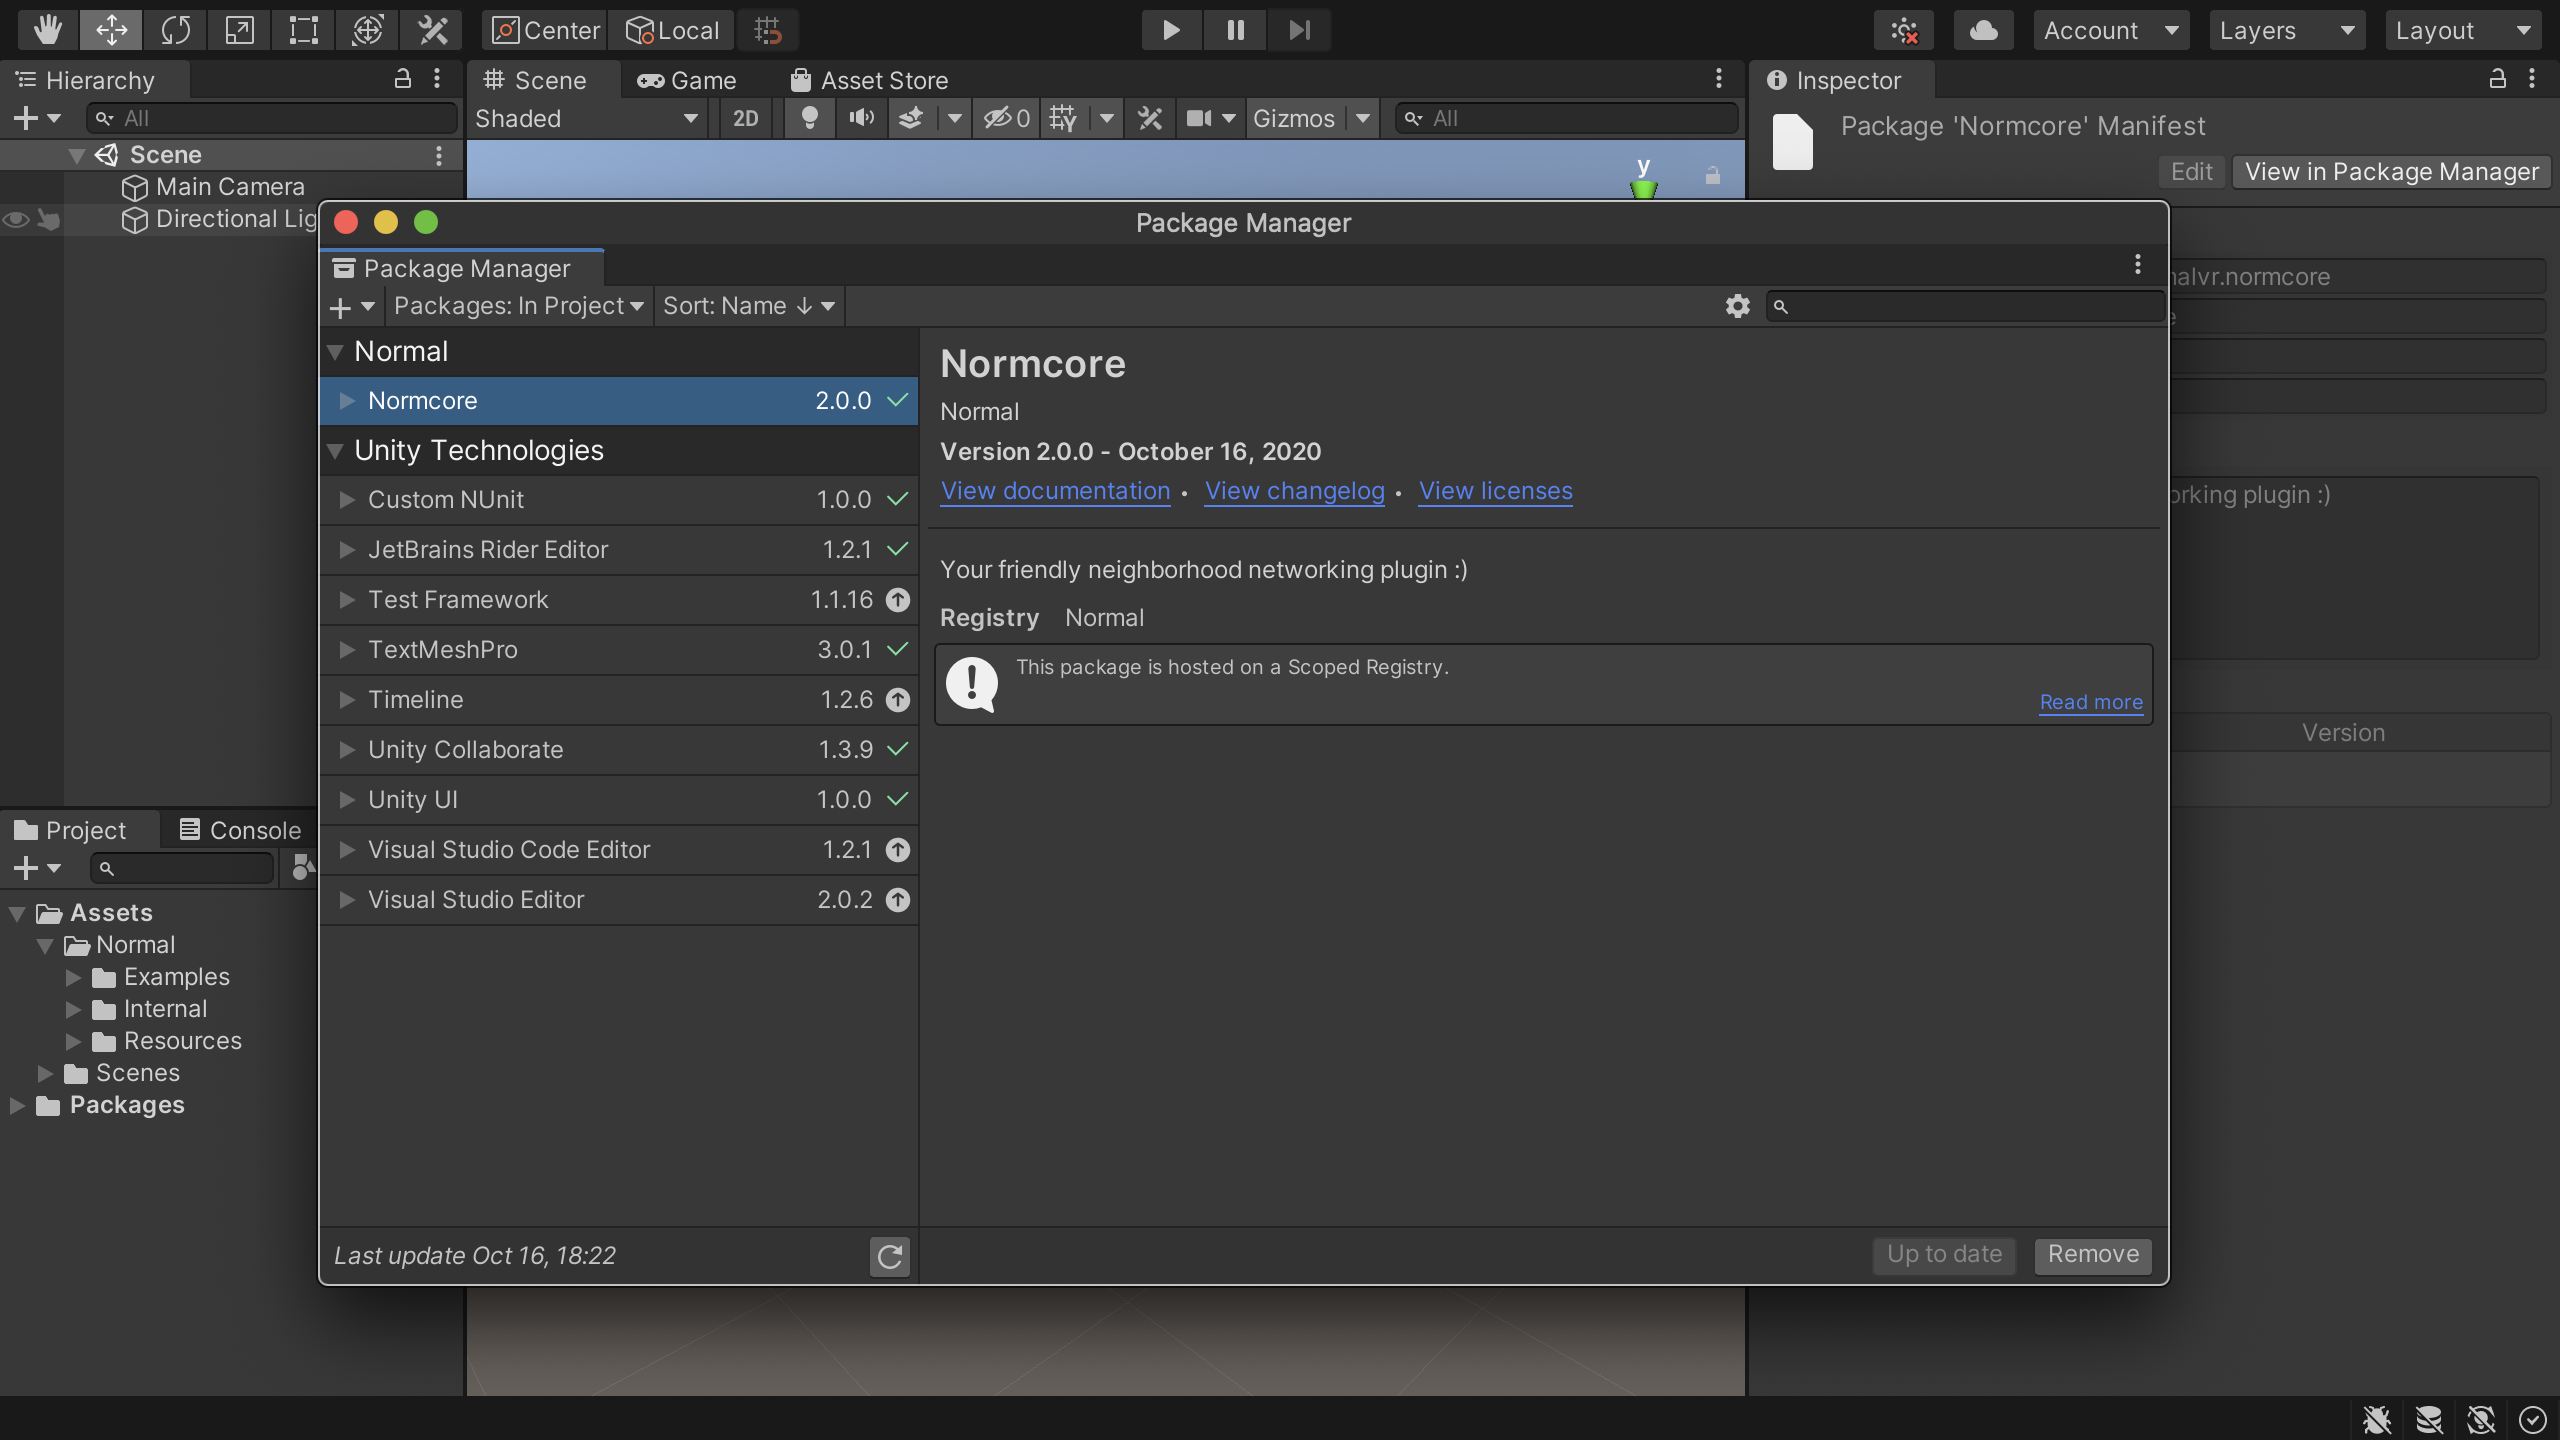 Center
Local
Account
Layers
Layout
Hierarchy
Scene
Game
Asset Store
Inspector
All
Shaded
2D
0
Gizmos
All
Package 'Normcore' Manifest
Edit
View in Package Manager
Scene
Main Camera
Directional Lig
y
Package Manager
Package Manager
Packages: In Project
Sort: Name ↓
Normal
Normcore 2.0.0
Unity Technologies
Custom NUnit 1.0.0
JetBrains Rider Editor 1.2.1
Test Framework 1.1.16
TextMeshPro 3.0.1
Timeline 1.2.6
Unity Collaborate 1.3.9
Unity UI 1.0.0
Visual Studio Code Editor 1.2.1
Visual Studio Editor 2.0.2
Last update Oct 16, 18:22
Normcore
Normal
Version 2.0.0 - October 16, 2020
View documentation • View changelog • View licenses
Your friendly neighborhood networking plugin :)
Registry Normal
This package is hosted on a Scoped Registry.
Read more
Up to date
Remove
alvr.normcore
e
orking plugin :)
Version
Project
Console
Assets
Normal
Examples
Internal
Resources
Scenes
Packages